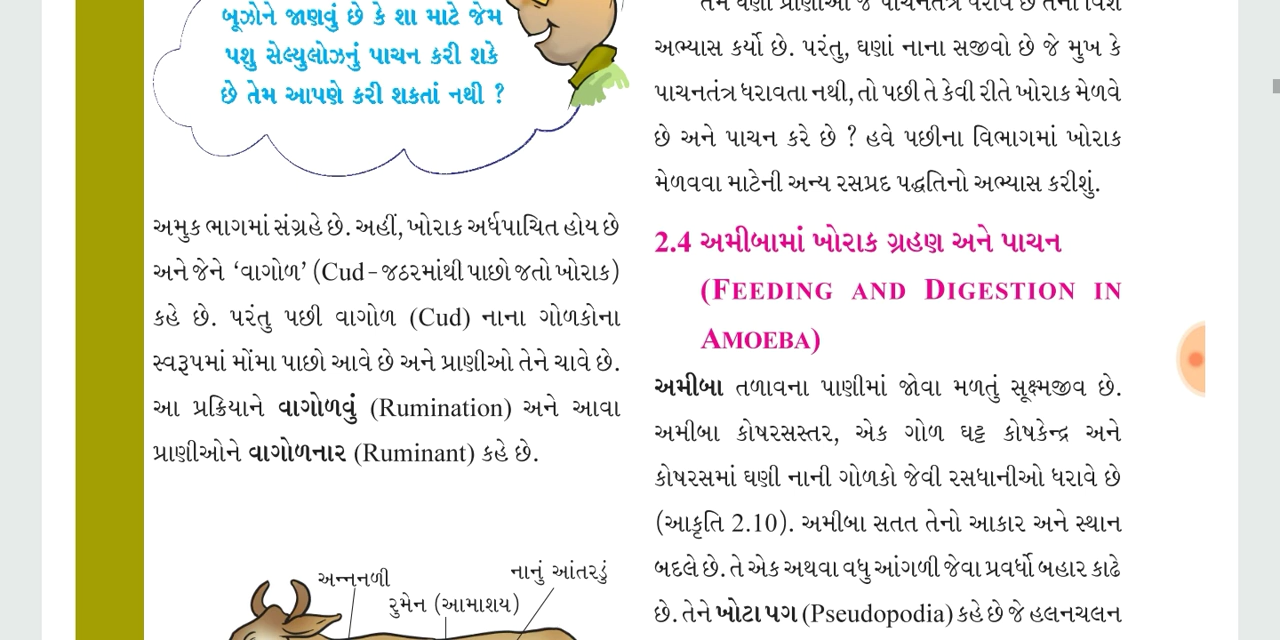 બૂઝોને જાણવું છે કે શા માટે જેમ
પશુ સેલ્યુલોઝનું પાચન કરી શકે
છે તેમ આપણે કરી શકતાં નથી ?
અમુક ભાગમાં સંગ્રહે છે. અહીં, ખોરાક અર્ધપાચિત હોય છે
અને જેને ‘વાગોળ’ (Cud – જઠરમાંથી પાછો જતો ખોરાક)
કહે છે. પરંતુ પછી વાગોળ (Cud) નાના ગોળકોના
સ્વરૂપમાં મોંમા પાછો આવે છે અને પ્રાણીઓ તેને ચાવે છે.
આ પ્રક્રિયાને વાગોળવું (Rumination) અને આવા
પ્રાણીઓને વાગોળનાર (Ruminant) કહે છે.
અન્નનળી
નાનું આંતરડું
રુમેન (આમાશય)
તેમ ઘણા પ્રાણીઓ જે પાચનતંત્ર ધરાવે છે તેના વિશે
અભ્યાસ કર્યો છે. પરંતુ, ઘણાં નાના સજીવો છે જે મુખ કે
પાચનતંત્ર ધરાવતા નથી, તો પછી તે કેવી રીતે ખોરાક મેળવે
છે અને પાચન કરે છે ? હવે પછીના વિભાગમાં ખોરાક
મેળવવા માટેની અન્ય રસપ્રદ પદ્ધતિનો અભ્યાસ કરીશું.
2.4 અમીબામાં ખોરાક ગ્રહણ અને પાચન
(FEEDING AND DIGESTION IN
AMOEBA)
અમીબા તળાવના પાણીમાં જોવા મળતું સૂક્ષ્મજીવ છે.
અમીબા કોષરસસ્તર, એક ગોળ ઘટ્ટ કોષકેન્દ્ર અને
કોષરસમાં ઘણી નાની ગોળકો જેવી રસધાનીઓ ધરાવે છે
(આકૃતિ 2.10). અમીબા સતત તેનો આકાર અને સ્થાન
બદલે છે. તે એક અથવા વધુ આંગળી જેવા પ્રવર્ધો બહાર કાઢે
છે. તેને ખોટા પગ (Pseudopodia) કહે છે જે હલનચલન